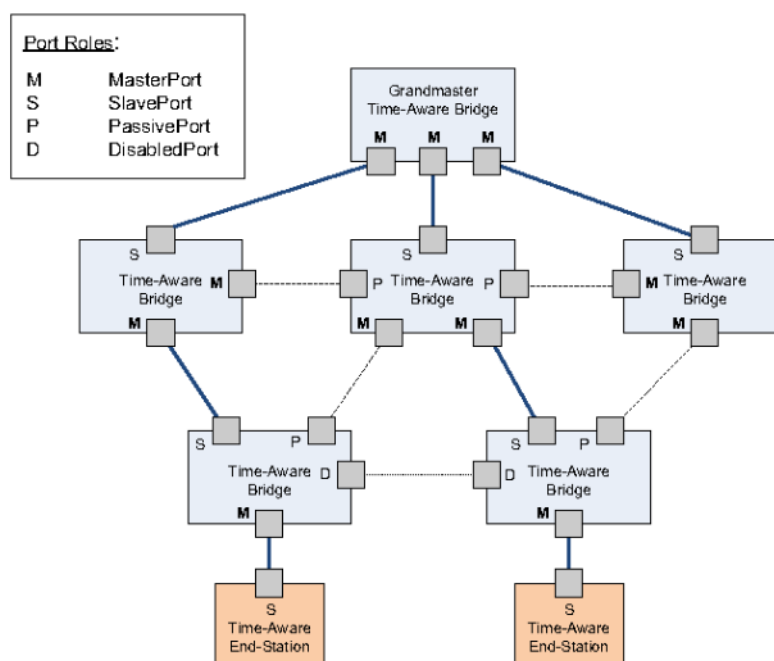 Port Roles:
M MasterPort
S SlavePort
P PassivePort
D DisabledPort
Grandmaster
Time-Aware Bridge
M M M
S
Time-Aware
Bridge
M
M
S
P Time-Aware P
Bridge
M M
S
M Time-Aware
Bridge
M
S P
Time-Aware D
Bridge
M
S P
D Time-Aware
Bridge
M
S
Time-Aware
End-Station
S
Time-Aware
End-Station